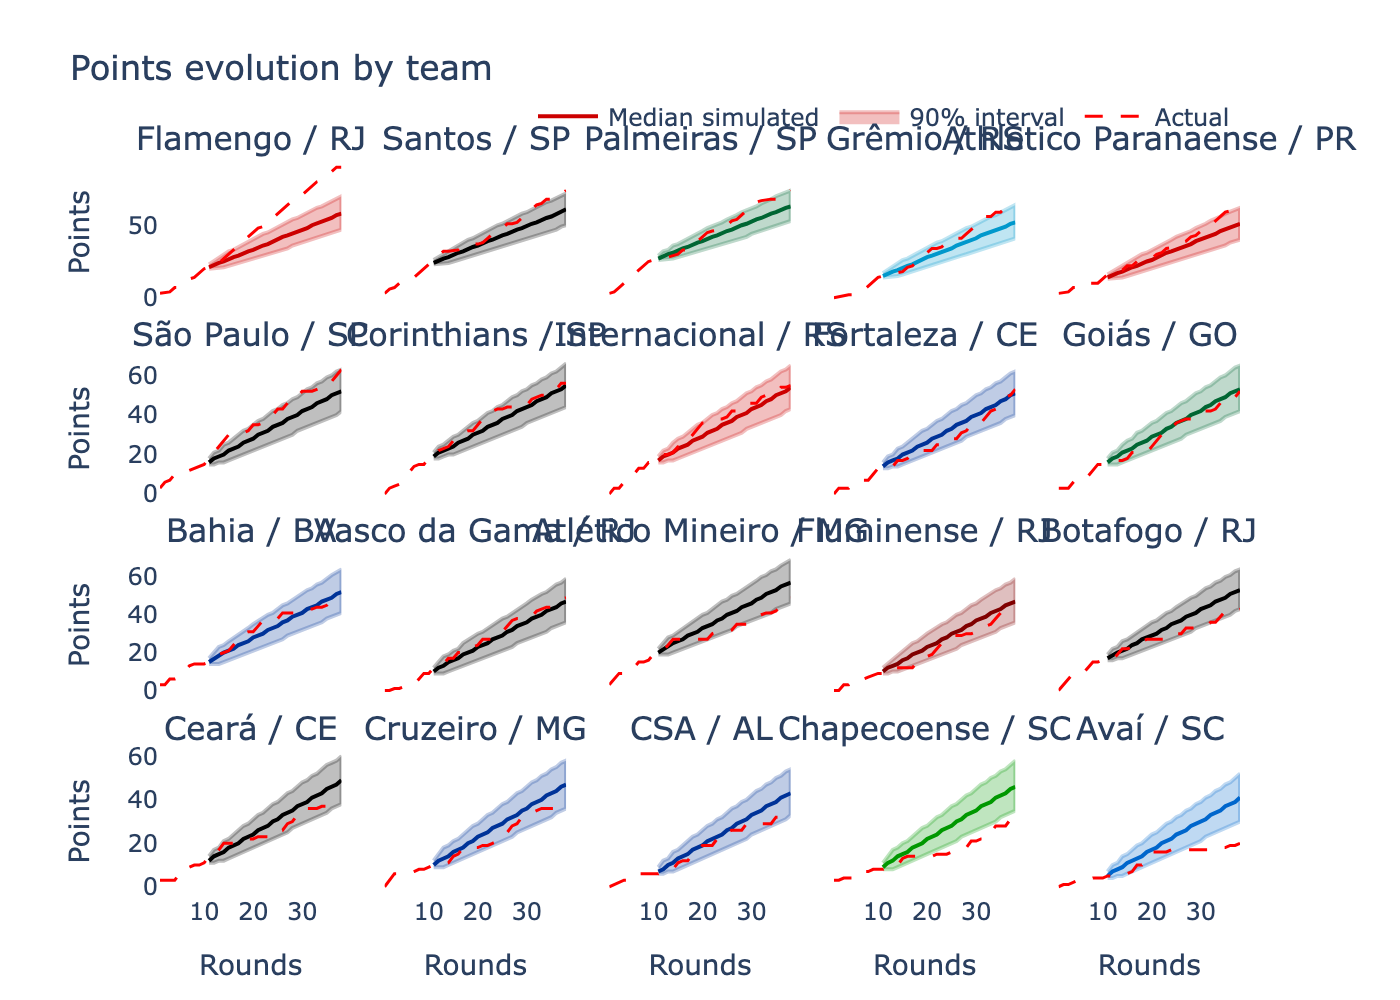 Points evolution by team
Median simulated 90% interval Actual
Flamengo / RJ Santos / SP Palmeiras / SP Grêmio / RS Athletico Paranaense / PR
Points
50
0
São Paulo / SP Corinthians / SP Internacional / RS Fortaleza / CE Goiás / GO
Points
60
40
20
0
Bahia / BA Vasco da Gama / RJ Atlético Mineiro / MG Fluminense / RJ Botafogo / RJ
Points
60
40
20
0
Ceará / CE Cruzeiro / MG CSA / AL Chapecoense / SC Avaí / SC
Points
60
40
20
0
10 20 30 10 20 30 10 20 30 10 20 30 10 20 30
Rounds Rounds Rounds Rounds Rounds